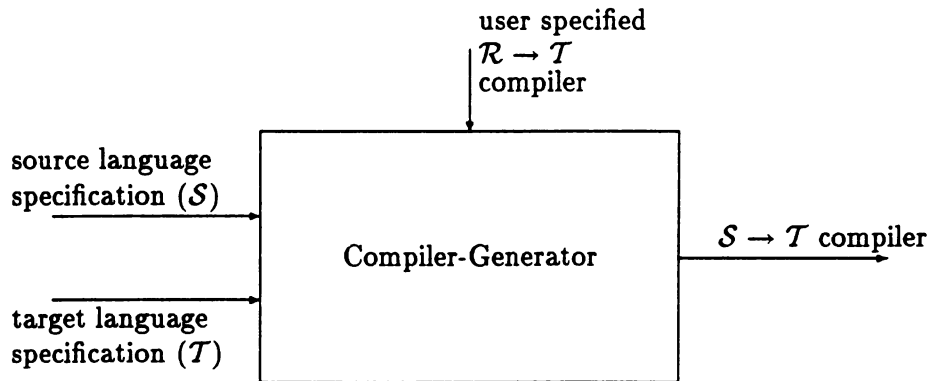 user specified
ℛ → 𝒯
compiler
source language
specification (𝒮)
Compiler-Generator
𝒮 → 𝒯 compiler
target language
specification (𝒯)